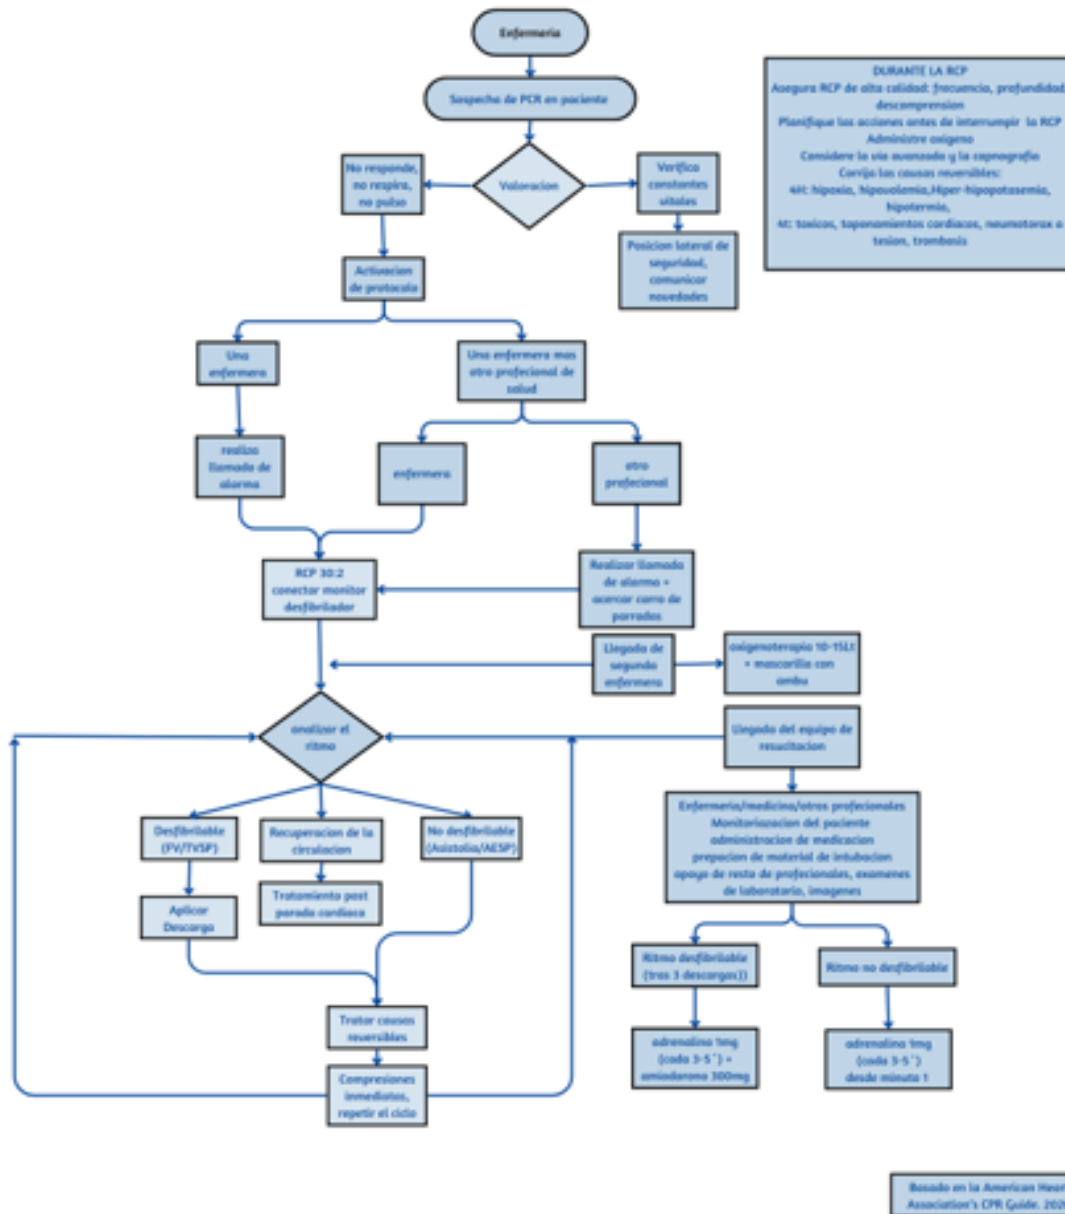 Enfermeria
Sospecha de PCR en paciente
Valoracion
No responde,
no respira,
no pulso
Verifica
constantes
vitales
Posicion lateral de
seguridad,
comunicar
novedades
DURANTE LA RCP
Asegura RCP de alta calidad: frecuencia, profundidad,
descompresion
Planifique las acciones antes de interrumpir la RCP
Administre oxigeno
Considere la via avanzada y la capnografia
Corrija las causas reversibles:
4H: hipoxia, hipovolemia,Hiper-hipopotasemia,
hipotermia,
4t: toxicos, taponamientos cardiacos, neumotorax a
tesion, trombosis
Activacion
de protocolo
Una
enfermera
Una enfermera mas
otro profecional de
salud
realiza
llamada de
alarma
enfermera
otro
profecional
RCP 30:2
conectar monitor
desfibrilador
Realizar llamada
de alarma +
acercar carro de
parradas
Llegada de
segunda
enfermera
oxigenoterapia 10-15Lt
+ mascarilla con
ambu
analizar el
ritmo
Llegada del equipo de
resucitacion
Desfibrilable
(FV/TVSP)
Recuperacion de la
circulacion
No desfibrilable
(Asistolia/AESP)
Enfermeria/medicina/otros profecionales
Monitoriazacion del paciente
administracion de medicacion
prepacion de material de intubacion
apoyo de resto de profecionales, examenes
de laboratorio, imagenes
Aplicar
Descarga
Tratamiento post
parada cardiaca
Ritmo desfibrilable
(tras 3 descargas))
Ritmo no desfibrilable
Tratar causas
reversibles
adrenalina 1mg
(cada 3-5´) +
amiodarona 300mg
adrenalina 1mg
(cada 3-5´)
desde minuto 1
Compresiones
inmediatas,
repetir el ciclo
Basado en la American Heart
Association's CPR Guide.